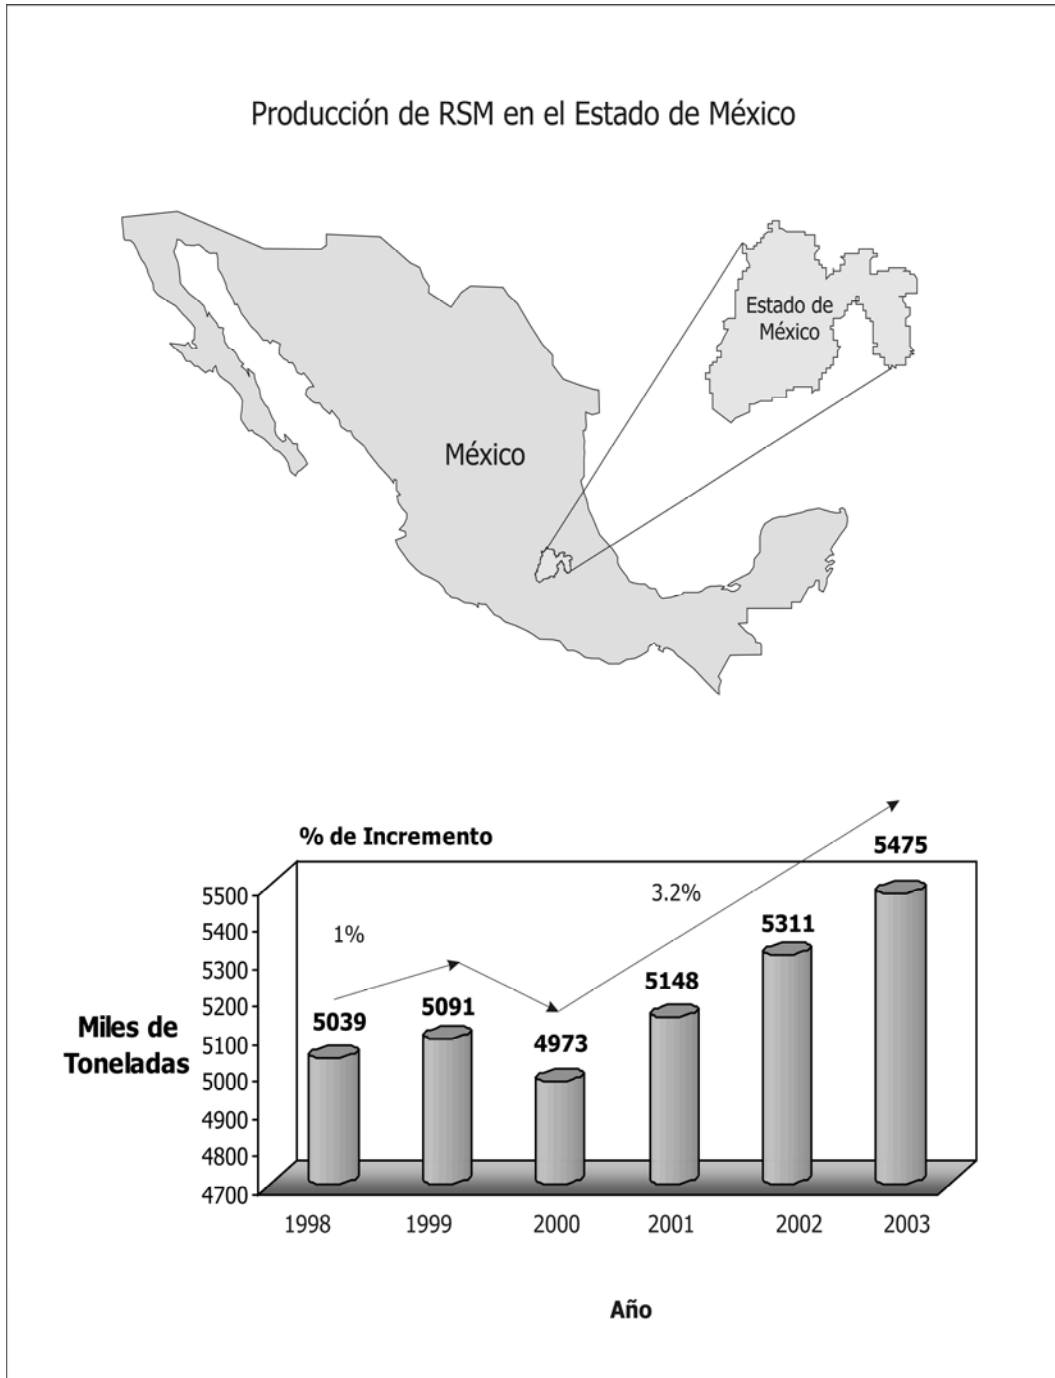 Producción de RSM en el Estado de México
Estado de
México
México
% de Incremento
5475
5500
5400
5300
5200
5100
5000
4900
4800
4700
1%
3.2%
5311
5148
5091
5039
4973
Miles de
Toneladas
1998
1999
2000
2001
2002
2003
Año